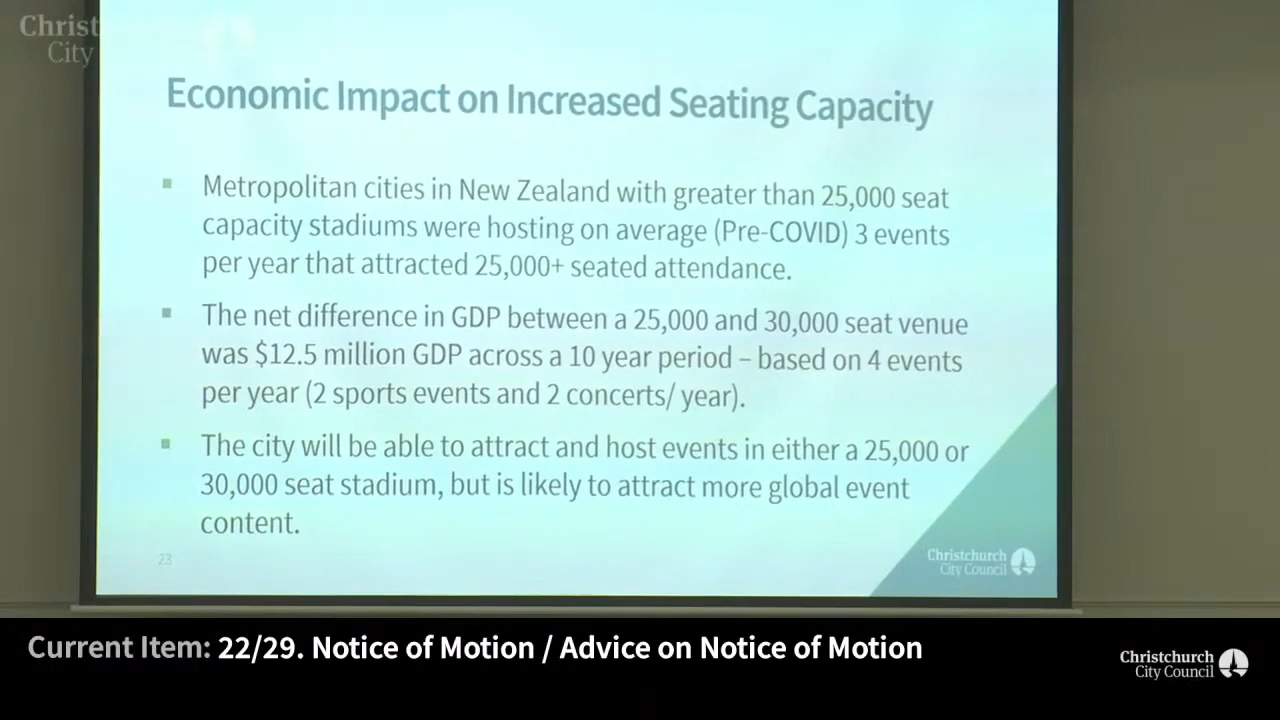 Christ
City
Economic Impact on Increased Seating Capacity
Metropolitan cities in New Zealand with greater than 25,000 seat
capacity stadiums were hosting on average (Pre-COVID) 3 events
per year that attracted 25,000+ seated attendance.
The net difference in GDP between a 25,000 and 30,000 seat venue
was $12.5 million GDP across a 10 year period – based on 4 events
per year (2 sports events and 2 concerts/ year).
The city will be able to attract and host events in either a 25,000 or
30,000 seat stadium, but is likely to attract more global event
content.
23
Christchurch
City Council
Current Item: 22/29. Notice of Motion / Advice on Notice of Motion
Christchurch
City Council